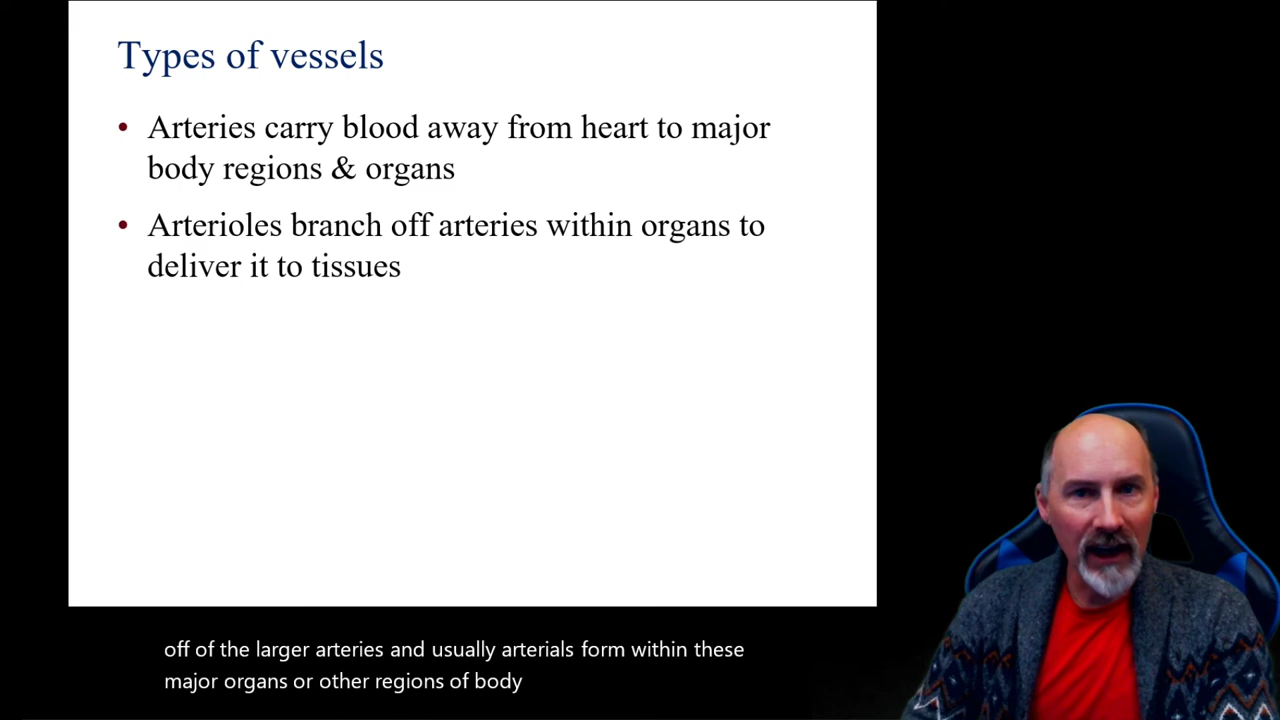 Types of vessels
• Arteries carry blood away from heart to major
body regions & organs
• Arterioles branch off arteries within organs to
deliver it to tissues
off of the larger arteries and usually arterials form within these
major organs or other regions of body